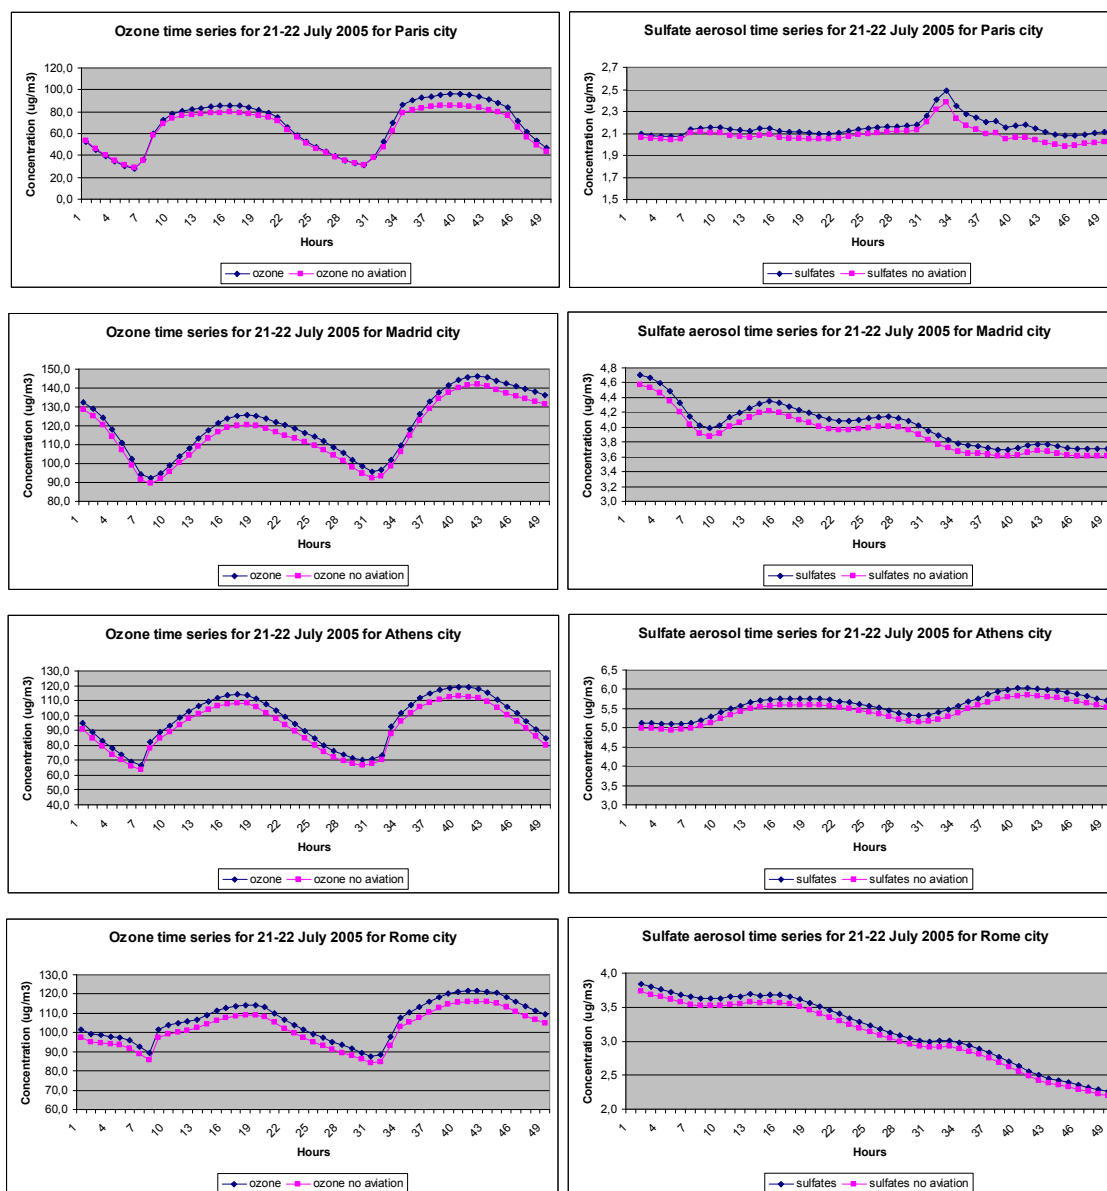 Ozone time series for 21-22 July 2005 for Paris city
Concentration (ug/m3)
120,0
100,0
80,0
60,0
40,0
20,0
0,0
1 4 7 10 13 16 19 22 25 28 31 34 37 40 43 46 49
Hours
ozone ozone no aviation
Sulfate aerosol time series for 21-22 July 2005 for Paris city
Concentration (ug/m3)
2,7
2,5
2,3
2,1
1,9
1,7
1,5
1 4 7 10 13 16 19 22 25 28 31 34 37 40 43 46 49
Hours
sulfates sulfates no aviation
Ozone time series for 21-22 July 2005 for Madrid city
Concentration (ug/m3)
150,0
140,0
130,0
120,0
110,0
100,0
90,0
80,0
1 4 7 10 13 16 19 22 25 28 31 34 37 40 43 46 49
Hours
ozone ozone no aviation
Sulfate aerosol time series for 21-22 July 2005 for Madrid city
Concentration (ug/m3)
4,8
4,6
4,4
4,2
4,0
3,8
3,6
3,4
3,2
3,0
1 4 7 10 13 16 19 22 25 28 31 34 37 40 43 46 49
Hours
sulfates sulfates no aviation
Ozone time series for 21-22 July 2005 for Athens city
Concentration (ug/m3)
130,0
120,0
110,0
100,0
90,0
80,0
70,0
60,0
50,0
40,0
1 4 7 10 13 16 19 22 25 28 31 34 37 40 43 46 49
Hours
ozone ozone no aviation
Sulfate aerosol time series for 21-22 July 2005 for Athens city
Concentration (ug/m3)
6,5
6,0
5,5
5,0
4,5
4,0
3,5
3,0
1 4 7 10 13 16 19 22 25 28 31 34 37 40 43 46 49
Hours
sulfates sulfates no aviation
Ozone time series for 21-22 July 2005 for Rome city
Concentration (ug/m3)
130,0
120,0
110,0
100,0
90,0
80,0
70,0
60,0
1 4 7 10 13 16 19 22 25 28 31 34 37 40 43 46 49
Hours
ozone ozone no aviation
Sulfate aerosol time series for 21-22 July 2005 for Rome city
Concentration (ug/m3)
4,0
3,5
3,0
2,5
2,0
1 4 7 10 13 16 19 22 25 28 31 34 37 40 43 46 49
Hours
sulfates sulfates no aviation